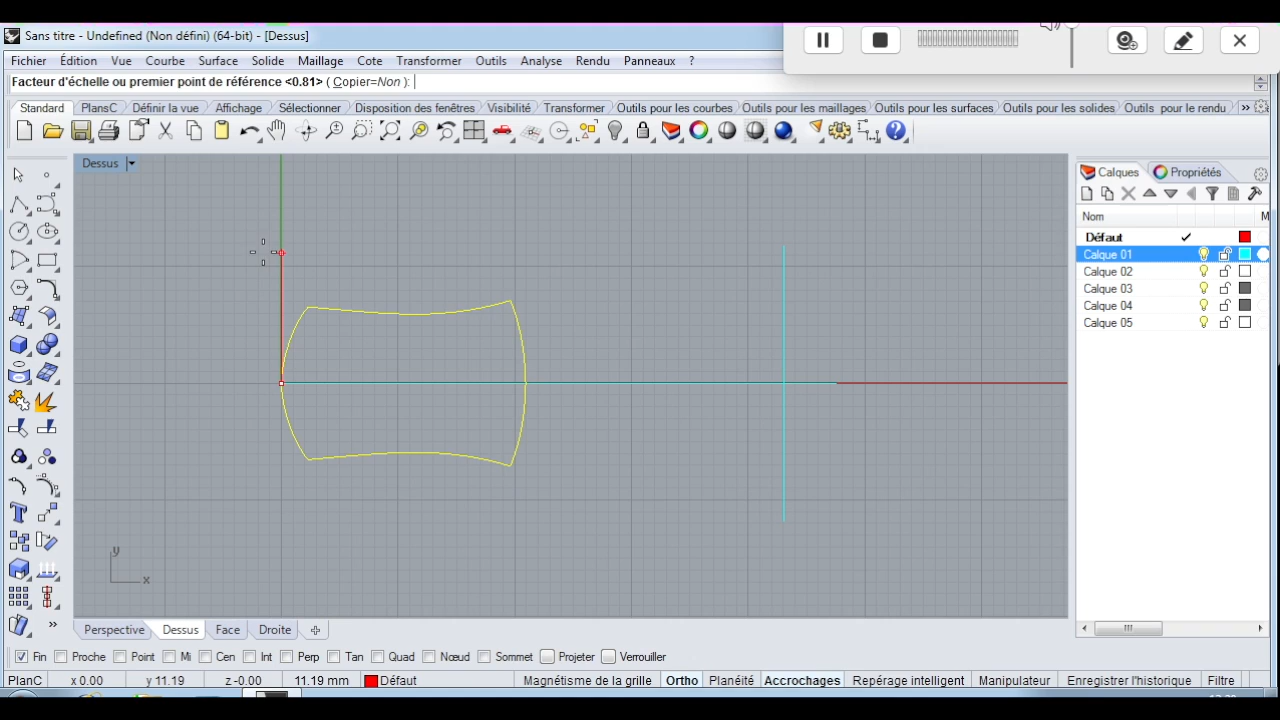 Sans titre - Undefined (Non défini) (64-bit) - [Dessus]
Fichier Édition Vue Courbe Surface Solide Maillage Cote Transformer Outils Analyse Rendu Panneaux ?
Facteur d'échelle ou premier point de référence <0.81> ( Copier=Non ):
Standard PlansC Définir la vue Affichage Sélectionner Disposition des fenêtres Visibilité Transformer Outils pour les courbes Outils pour les maillages Outils pour les surfaces Outils pour les solides Outils pour le rendu »
Dessus
Calques Propriétés
Nom M
Défaut
Calque 01
Calque 02
Calque 03
Calque 04
Calque 05
y
x
Perspective Dessus Face Droite
Fin Proche Point Mi Cen Int Perp Tan Quad Nœud Sommet Projeter Verrouiller
PlanC x 0.00 y 11.19 z -0.00 11.19 mm Défaut Magnétisme de la grille Ortho Planéité Accrochages Repérage intelligent Manipulateur Enregistrer l'historique Filtre